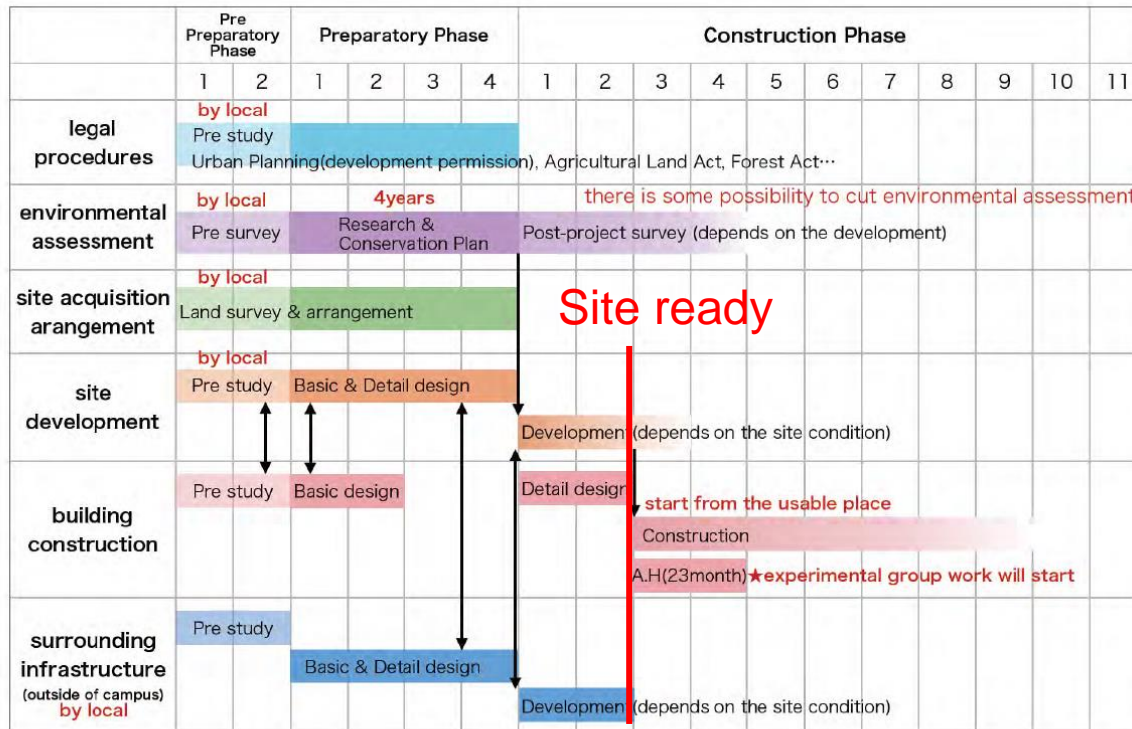 Pre
Preparatory
Phase
Preparatory Phase
Construction Phase
1 2 1 2 3 4 1 2 3 4 5 6 7 8 9 10 11
legal
procedures
by local
Pre study
Urban Planning(development permission), Agricultural Land Act, Forest Act…
environmental
assessment
by local
4years
there is some possibility to cut environmental assessment
Pre survey
Research &
Conservation Plan
Post-project survey (depends on the development)
site acquisition
arangement
by local
Land survey & arrangement
Site ready
site
development
by local
Pre study
Basic & Detail design
Development(depends on the site condition)
building
construction
Pre study
Basic design
Detail design
start from the usable place
Construction
A.H(23month)★experimental group work will start
surrounding
infrastructure
(outside of campus)
by local
Pre study
Basic & Detail design
Development(depends on the site condition)